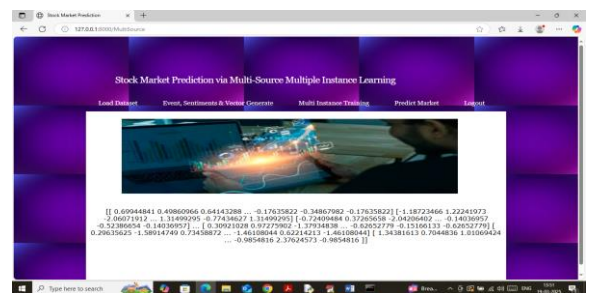 Stock Market Prediction
127.0.0.1:8000/MultiSource
Stock Market Prediction via Multi-Source Multiple Instance Learning
Load Dataset Event, Sentiments & Vector Generate Multi Instance Training Predict Market Logout
[[ 0.69944841 0.49860966 0.64143288 ... -0.17635822 -0.34867982 -0.17635822] [-1.18723466 1.22241973
-2.06071912 ... 1.31499295 -0.77434627 1.31499295] [-0.72409484 0.37265658 -2.04206402 ... -0.14036957
-0.52386654 -0.14036957] ... [ 0.30921028 0.97275902 -1.37934838 ... -0.62652779 -0.15166133 -0.62652779] [
0.29635625 -1.58914749 0.73458872 ... -1.46108044 0.62214213 -1.46108044] [ 1.34381613 0.7044836 1.01069424
... -0.9854816 2.37624573 -0.9854816 ]]
Type here to search
ENG